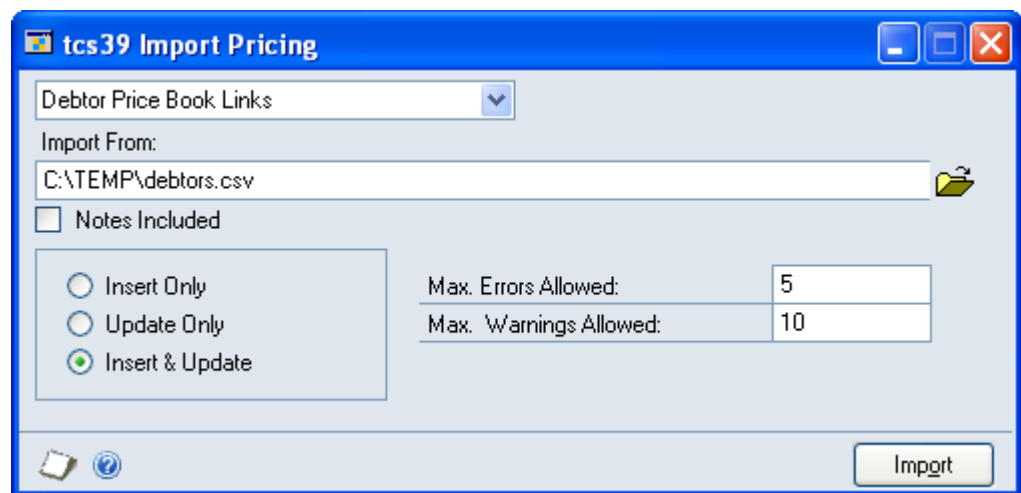 tcs39 Import Pricing
Debtor Price Book Links
Import From:
C:\TEMP\debtors.csv
Notes Included
Insert Only
Update Only
Insert & Update
Max. Errors Allowed: 5
Max. Warnings Allowed: 10
Import